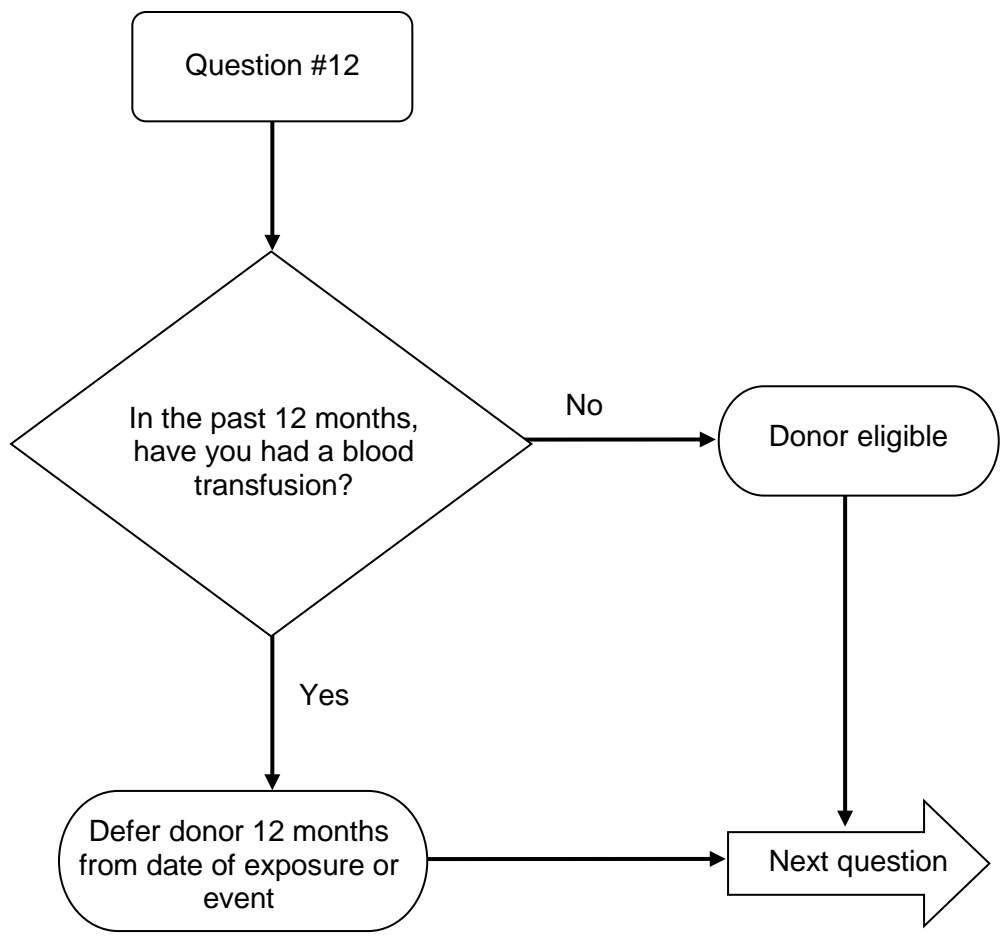 Question #12
In the past 12 months,
have you had a blood
transfusion?
No
Donor eligible
Yes
Defer donor 12 months
from date of exposure or
event
Next question